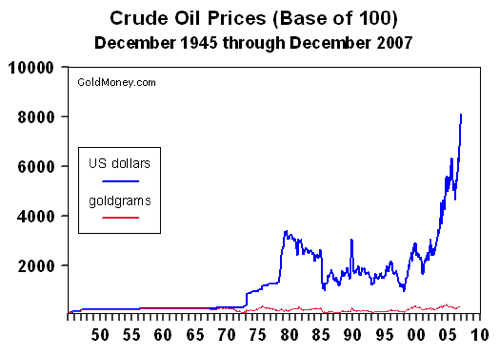 Crude Oil Prices (Base of 100)
December 1945 through December 2007
10000
GoldMoney.com
8000
US dollars
6000
goldgrams
4000
2000
50 55 60 65 70 75 80 85 90 95 00 05 10